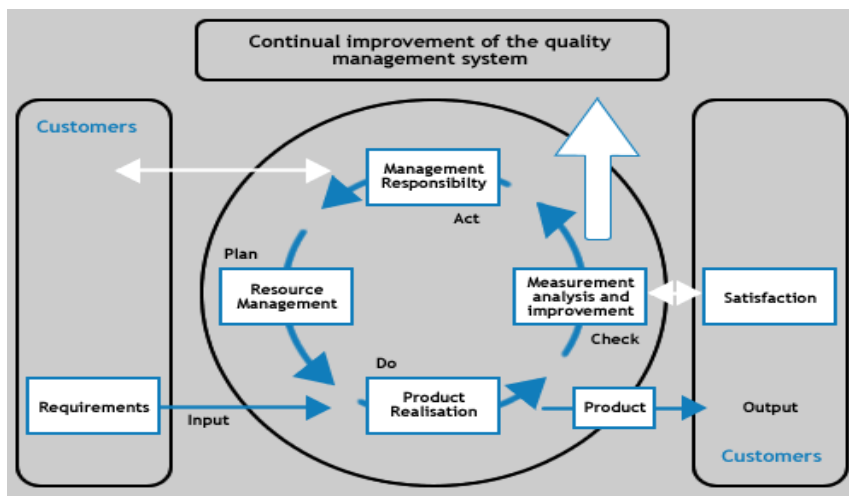 Continual improvement of the quality
management system
Customers
Management
Responsibilty
Act
Plan
Resource
Management
Measurement
analysis and
improvement
Satisfaction
Check
Do
Requirements
Input
Product
Realisation
Product
Output
Customers